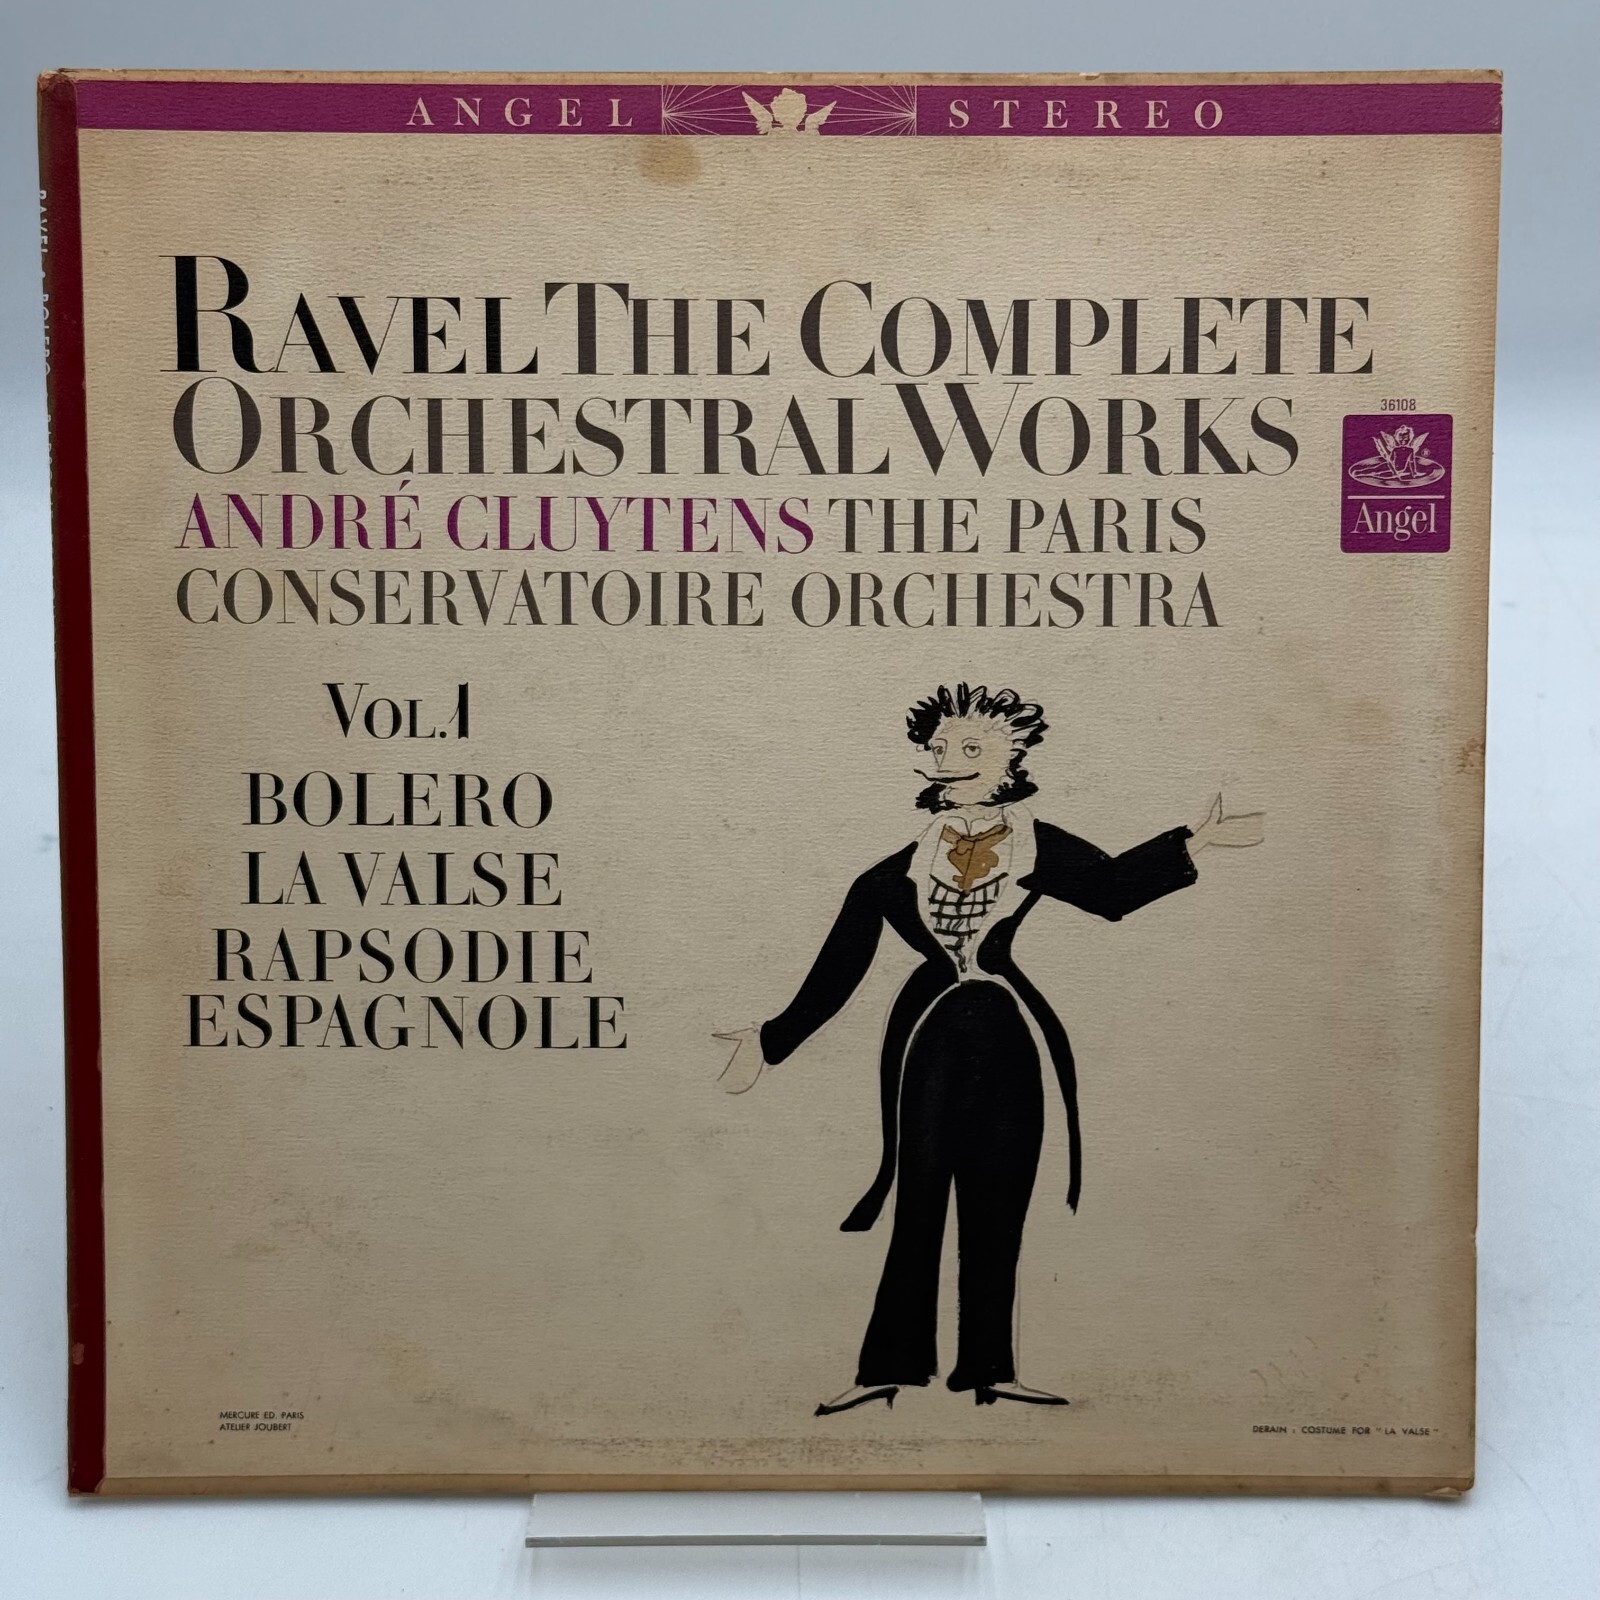 ANGEL STEREO
RAVEL THE COMPLETE
ORCHESTRAL WORKS
36108
Angel
ANDRÉ CLUYTENS THE PARIS
CONSERVATOIRE ORCHESTRA
VOL.1
BOLERO
LA VALSE
RAPSODIE
ESPAGNOLE
MERCURE ED. PARIS
ATELIER JOUBERT
DERAIN : COSTUME FOR "LA VALSE"
RAVEL